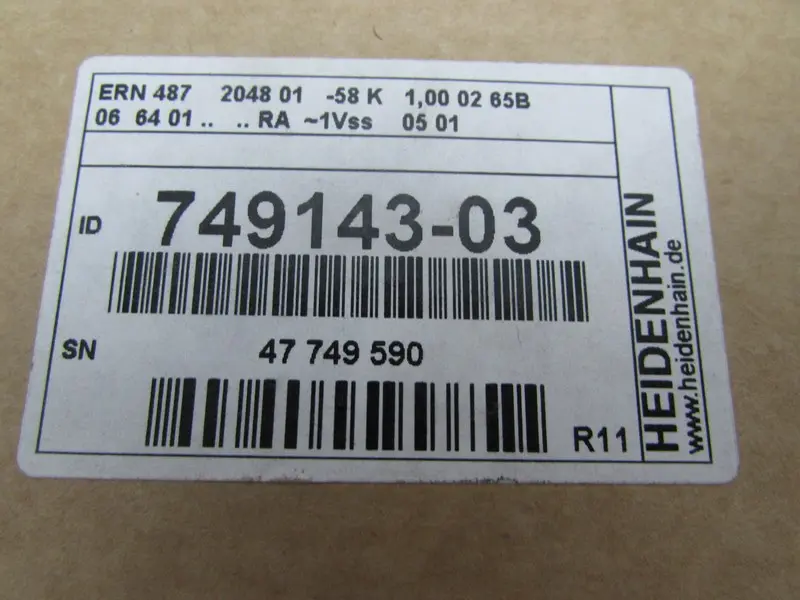 ERN 487 2048 01 -58 K 1,00 02 65B
06 64 01 .. .. RA ~1Vss 05 01
ID 749143-03
SN 47 749 590
R11
HEIDENHAIN
www.heidenhain.de